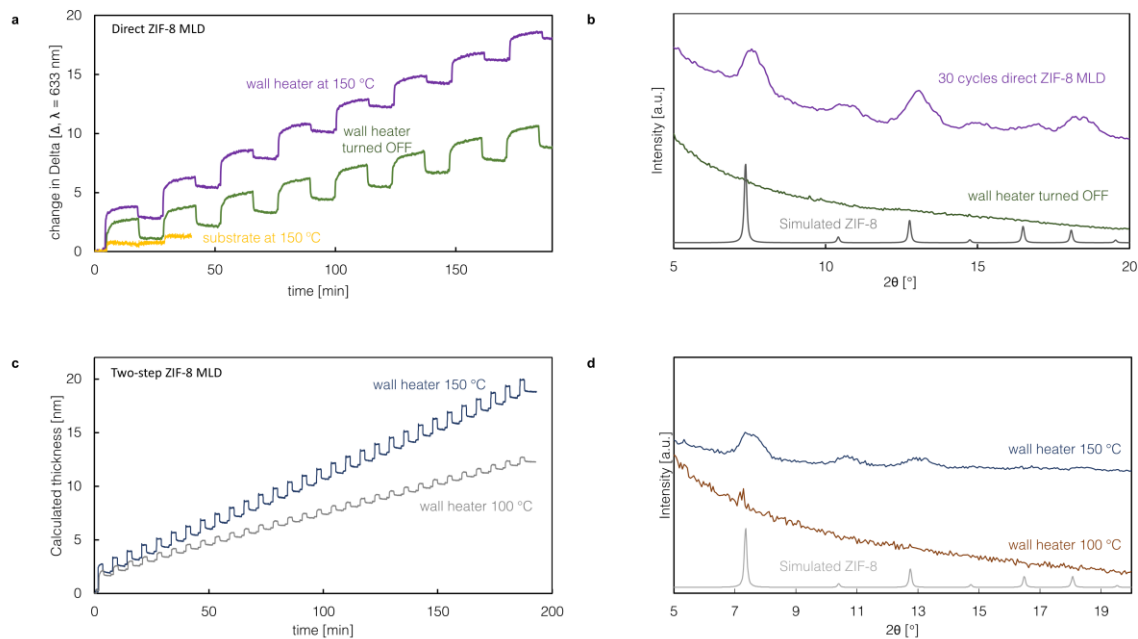 a
Direct ZIF-8 MLD
change in Delta [Δ, λ = 633 nm]
20
15
10
5
0
wall heater at 150 °C
wall heater
turned OFF
substrate at 150 °C
0
50
100
150
time [min]
b
Intensity [a.u.]
30 cycles direct ZIF-8 MLD
wall heater turned OFF
Simulated ZIF-8
5
10
15
20
2θ [°]
c
Two-step ZIF-8 MLD
Calculated thickness [nm]
20
15
10
5
0
wall heater 150 °C
wall heater 100 °C
0
50
100
150
200
time [min]
d
Intensity [a.u.]
wall heater 150 °C
wall heater 100 °C
Simulated ZIF-8
5
7
9
11
13
15
17
19
2θ [°]